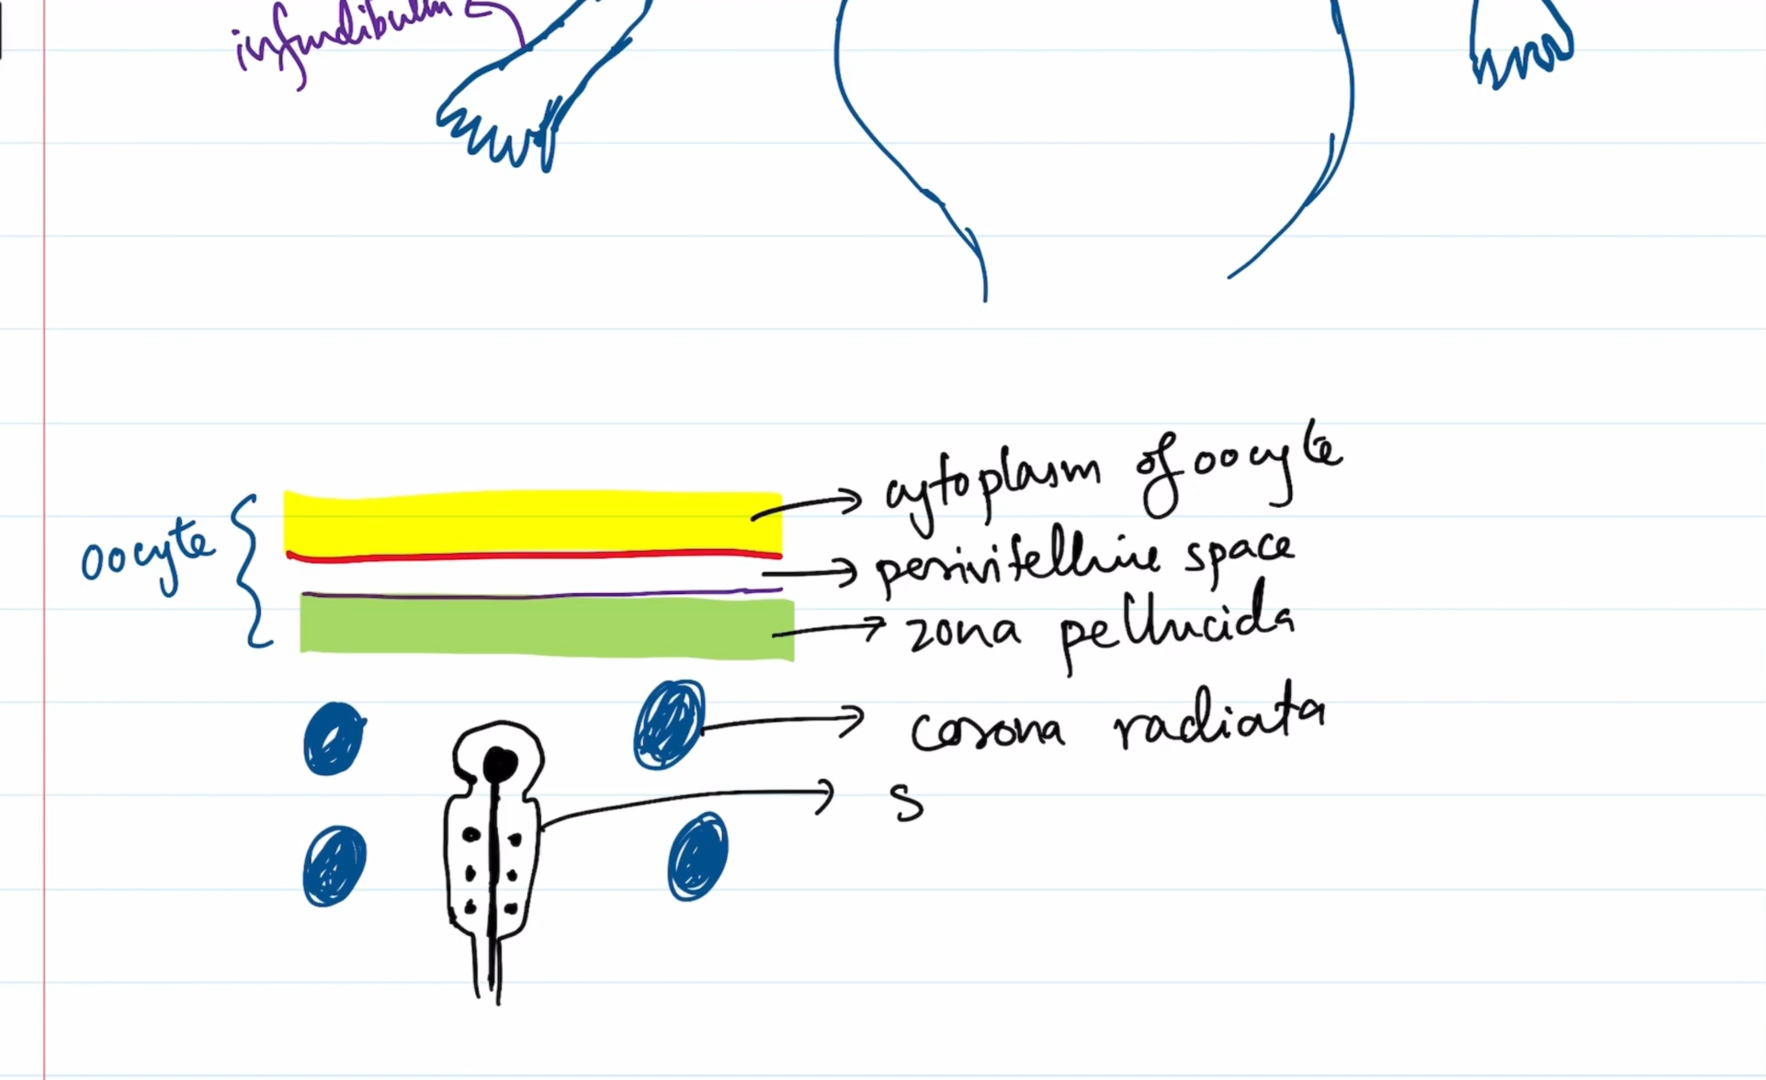 infundibulum
cytoplasm of oocyte
oocyte
perivitelline space
zona pellucida
corona radiata
s